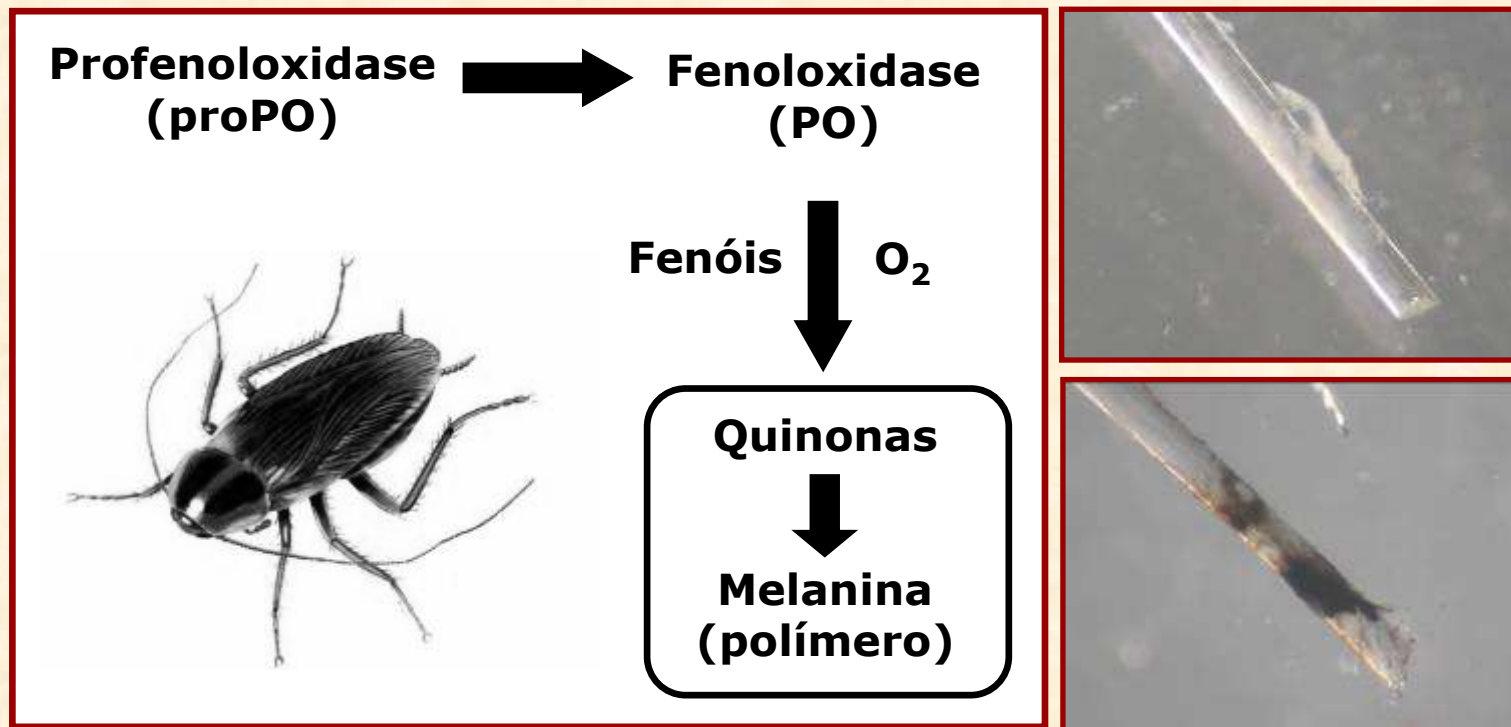 Profenoloxidase
(proPO)
Fenoloxidase
(PO)
Fenóis
O₂
Quinonas
Melanina
(polímero)